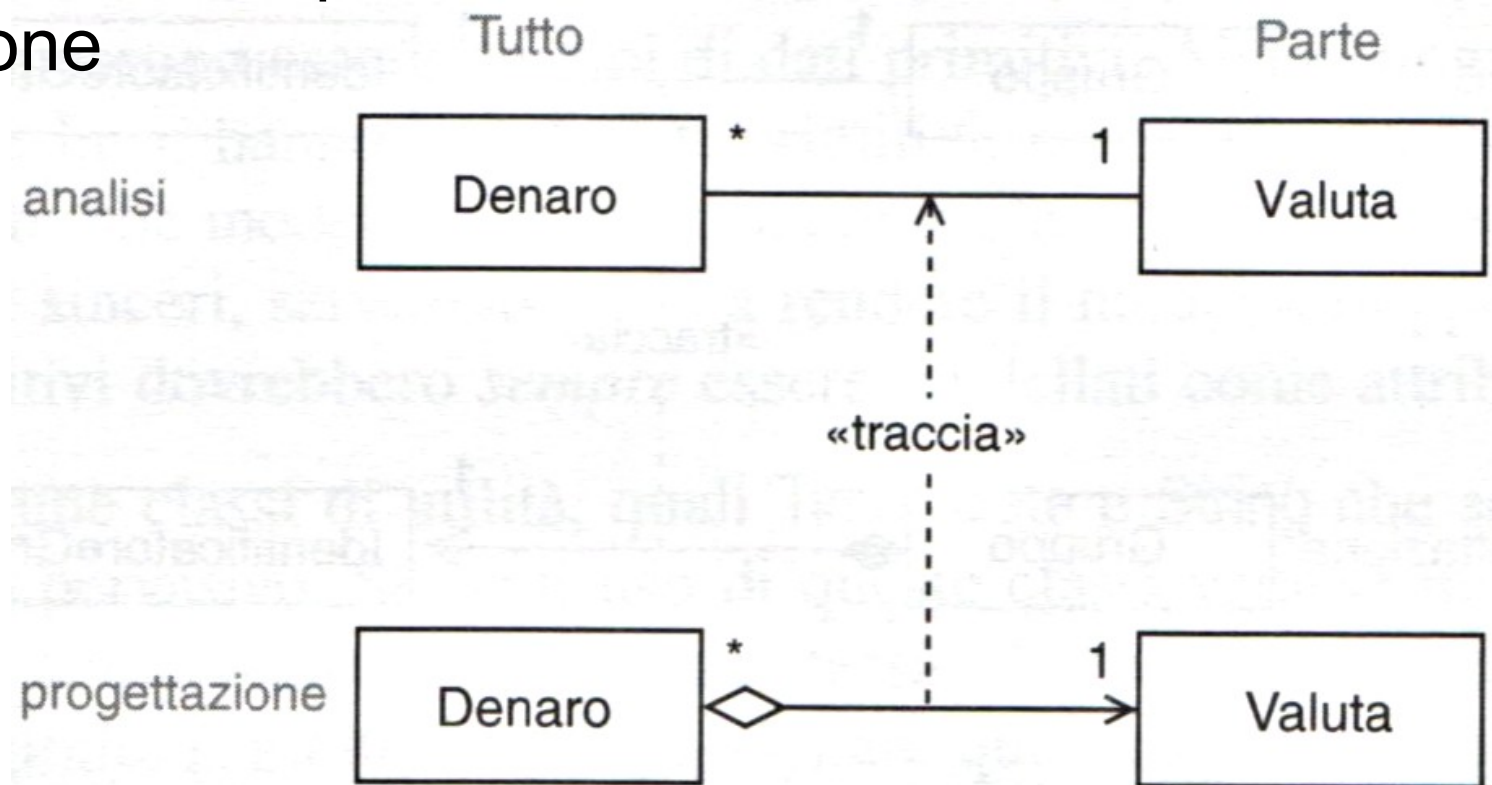 one
Tutto Parte
* 1
analisi Denaro Valuta
«traccia»
* 1
progettazione Denaro Valuta